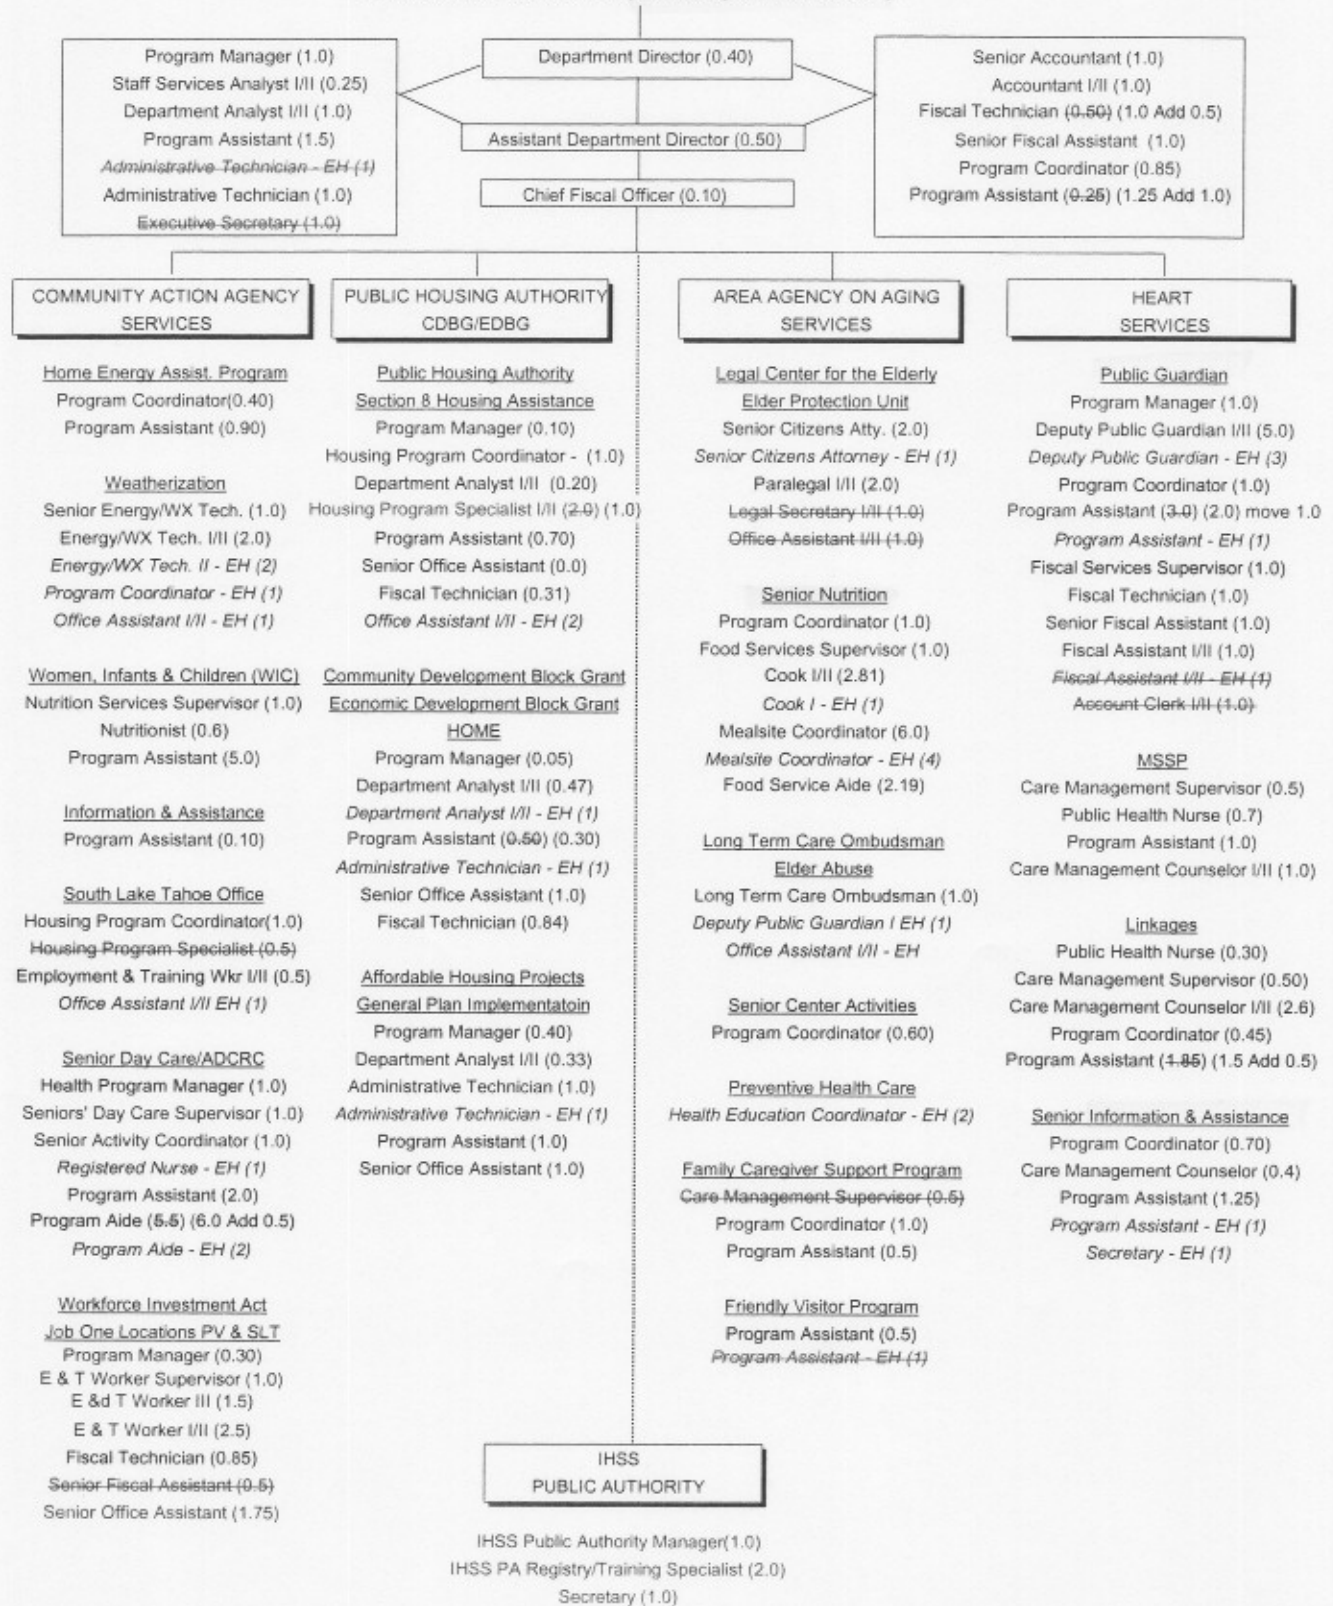 Program Manager (1.0)
Staff Services Analyst I/II (0.25)
Department Analyst I/II (1.0)
Program Assistant (1.5)
Administrative Technician - EH (1)
Administrative Technician (1.0)
Executive Secretary (1.0)
Department Director (0.40)
Assistant Department Director (0.50)
Chief Fiscal Officer (0.10)
Senior Accountant (1.0)
Accountant I/II (1.0)
Fiscal Technician (0.50) (1.0 Add 0.5)
Senior Fiscal Assistant (1.0)
Program Coordinator (0.85)
Program Assistant (0.25) (1.25 Add 1.0)
COMMUNITY ACTION AGENCY
SERVICES
Home Energy Assist. Program
Program Coordinator(0.40)
Program Assistant (0.90)
Weatherization
Senior Energy/WX Tech. (1.0)
Energy/WX Tech. I/II (2.0)
Energy/WX Tech. II - EH (2)
Program Coordinator - EH (1)
Office Assistant I/II - EH (1)
Women, Infants & Children (WIC)
Nutrition Services Supervisor (1.0)
Nutritionist (0.6)
Program Assistant (5.0)
Information & Assistance
Program Assistant (0.10)
South Lake Tahoe Office
Housing Program Coordinator(1.0)
Housing Program Specialist (0.5)
Employment & Training Wkr I/II (0.5)
Office Assistant I/II EH (1)
Senior Day Care/ADCRC
Health Program Manager (1.0)
Seniors' Day Care Supervisor (1.0)
Senior Activity Coordinator (1.0)
Registered Nurse - EH (1)
Program Assistant (2.0)
Program Aide (5.5) (6.0 Add 0.5)
Program Aide - EH (2)
Workforce Investment Act
Job One Locations PV & SLT
Program Manager (0.30)
E & T Worker Supervisor (1.0)
E &d T Worker III (1.5)
E & T Worker I/II (2.5)
Fiscal Technician (0.85)
Senior Fiscal Assistant (0.5)
Senior Office Assistant (1.75)
PUBLIC HOUSING AUTHORITY
CDBG/EDBG
Public Housing Authority
Section 8 Housing Assistance
Program Manager (0.10)
Housing Program Coordinator - (1.0)
Department Analyst I/II (0.20)
Housing Program Specialist I/II (2.0) (1.0)
Program Assistant (0.70)
Senior Office Assistant (0.0)
Fiscal Technician (0.31)
Office Assistant I/II - EH (2)
Community Development Block Grant
Economic Development Block Grant
HOME
Program Manager (0.05)
Department Analyst I/II (0.47)
Department Analyst I/II - EH (1)
Program Assistant (0.50) (0.30)
Administrative Technician - EH (1)
Senior Office Assistant (1.0)
Fiscal Technician (0.84)
Affordable Housing Projects
General Plan Implementatoin
Program Manager (0.40)
Department Analyst I/II (0.33)
Administrative Technician (1.0)
Administrative Technician - EH (1)
Program Assistant (1.0)
Senior Office Assistant (1.0)
AREA AGENCY ON AGING
SERVICES
Legal Center for the Elderly
Elder Protection Unit
Senior Citizens Atty. (2.0)
Senior Citizens Attorney - EH (1)
Paralegal I/II (2.0)
Legal Secretary I/II (1.0)
Office Assistant I/II (1.0)
Senior Nutrition
Program Coordinator (1.0)
Food Services Supervisor (1.0)
Cook I/II (2.81)
Cook I - EH (1)
Mealsite Coordinator (6.0)
Mealsite Coordinator - EH (4)
Food Service Aide (2.19)
Long Term Care Ombudsman
Elder Abuse
Long Term Care Ombudsman (1.0)
Deputy Public Guardian I EH (1)
Office Assistant I/II - EH
Senior Center Activities
Program Coordinator (0.60)
Preventive Health Care
Health Education Coordinator - EH (2)
Family Caregiver Support Program
Care Management Supervisor (0.5)
Program Coordinator (1.0)
Program Assistant (0.5)
Friendly Visitor Program
Program Assistant (0.5)
Program Assistant - EH (1)
HEART
SERVICES
Public Guardian
Program Manager (1.0)
Deputy Public Guardian I/II (5.0)
Deputy Public Guardian - EH (3)
Program Coordinator (1.0)
Program Assistant (3.0) (2.0) move 1.0
Program Assistant - EH (1)
Fiscal Services Supervisor (1.0)
Fiscal Technician (1.0)
Senior Fiscal Assistant (1.0)
Fiscal Assistant I/II (1.0)
Fiscal Assistant I/II - EH (1)
Account Clerk I/II (1.0)
MSSP
Care Management Supervisor (0.5)
Public Health Nurse (0.7)
Program Assistant (1.0)
Care Management Counselor I/II (1.0)
Linkages
Public Health Nurse (0.30)
Care Management Supervisor (0.50)
Care Management Counselor I/II (2.6)
Program Coordinator (0.45)
Program Assistant (1.85) (1.5 Add 0.5)
Senior Information & Assistance
Program Coordinator (0.70)
Care Management Counselor (0.4)
Program Assistant (1.25)
Program Assistant - EH (1)
Secretary - EH (1)
IHSS
PUBLIC AUTHORITY
IHSS Public Authority Manager(1.0)
IHSS PA Registry/Training Specialist (2.0)
Secretary (1.0)